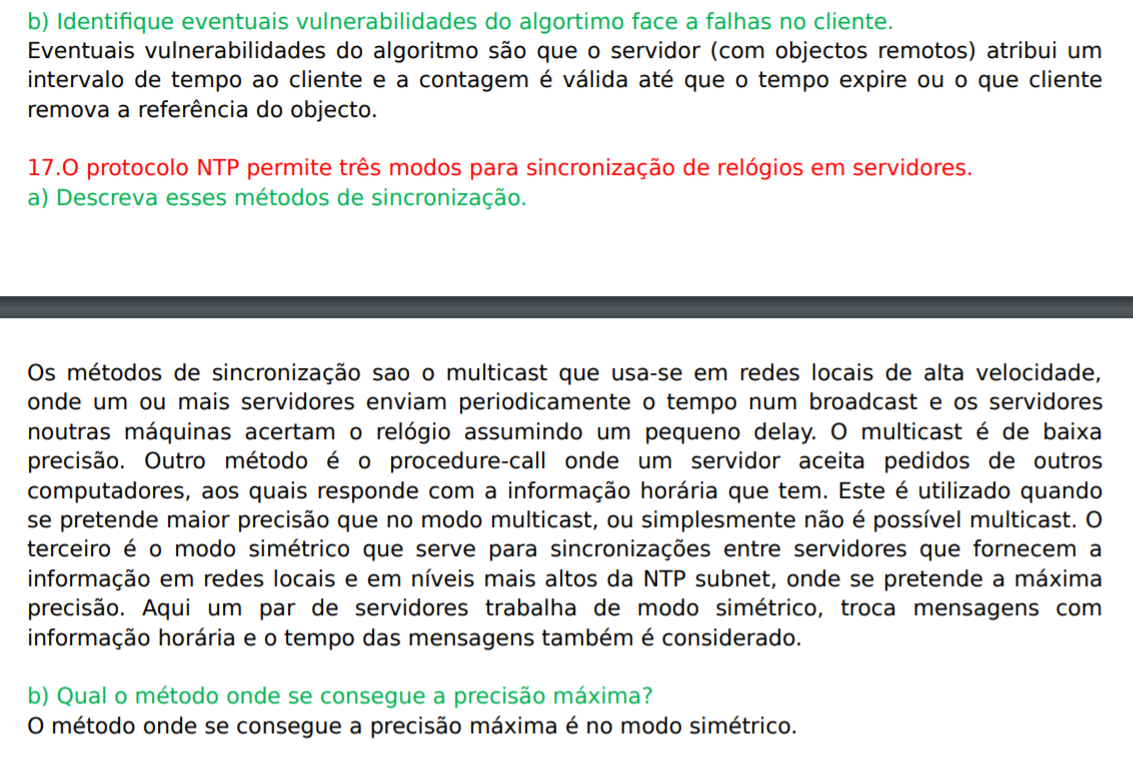 b) Identifique eventuais vulnerabilidades do algortimo face a falhas no cliente.
Eventuais vulnerabilidades do algoritmo são que o servidor (com objectos remotos) atribui um
intervalo de tempo ao cliente e a contagem é válida até que o tempo expire ou o que cliente
remova a referência do objecto.
17.O protocolo NTP permite três modos para sincronização de relógios em servidores.
a) Descreva esses métodos de sincronização.
Os métodos de sincronização sao o multicast que usa-se em redes locais de alta velocidade,
onde um ou mais servidores enviam periodicamente o tempo num broadcast e os servidores
noutras máquinas acertam o relógio assumindo um pequeno delay. O multicast é de baixa
precisão. Outro método é o procedure-call onde um servidor aceita pedidos de outros
computadores, aos quais responde com a informação horária que tem. Este é utilizado quando
se pretende maior precisão que no modo multicast, ou simplesmente não é possível multicast. O
terceiro é o modo simétrico que serve para sincronizações entre servidores que fornecem a
informação em redes locais e em níveis mais altos da NTP subnet, onde se pretende a máxima
precisão. Aqui um par de servidores trabalha de modo simétrico, troca mensagens com
informação horária e o tempo das mensagens também é considerado.
b) Qual o método onde se consegue a precisão máxima?
O método onde se consegue a precisão máxima é no modo simétrico.